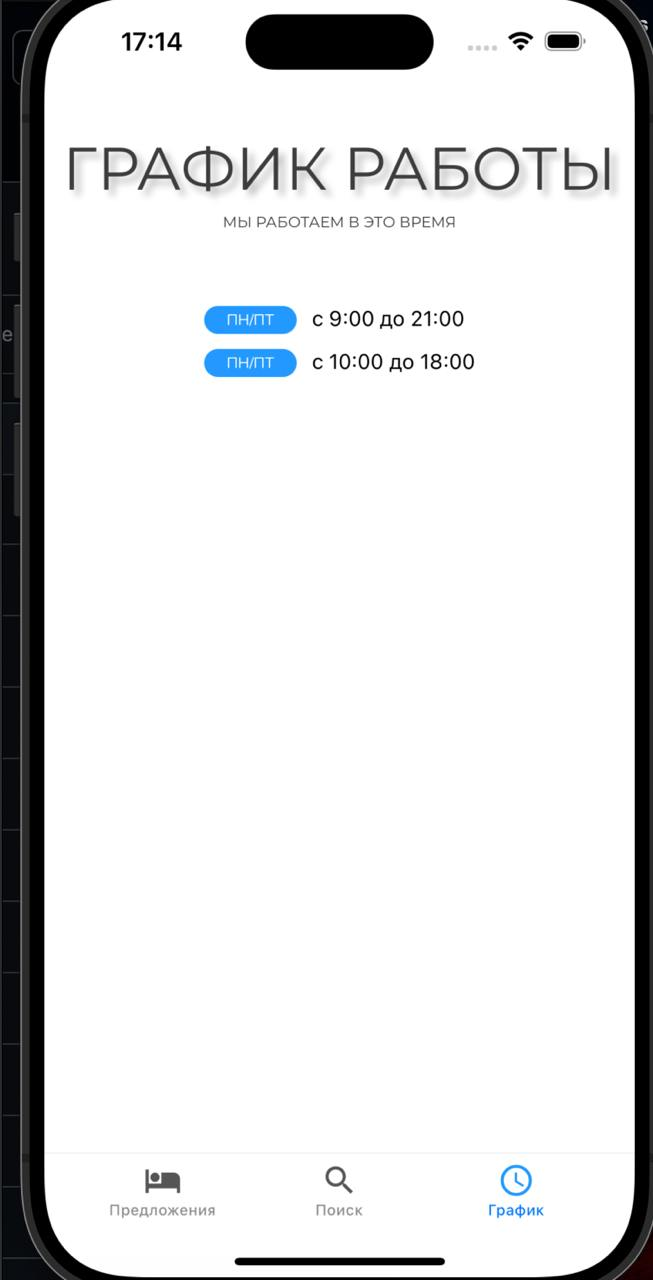 17:14
ГРАФИК РАБОТЫ
МЫ РАБОТАЕМ В ЭТО ВРЕМЯ
ПН/ПТ с 9:00 до 21:00
ПН/ПТ с 10:00 до 18:00
Предложения Поиск График